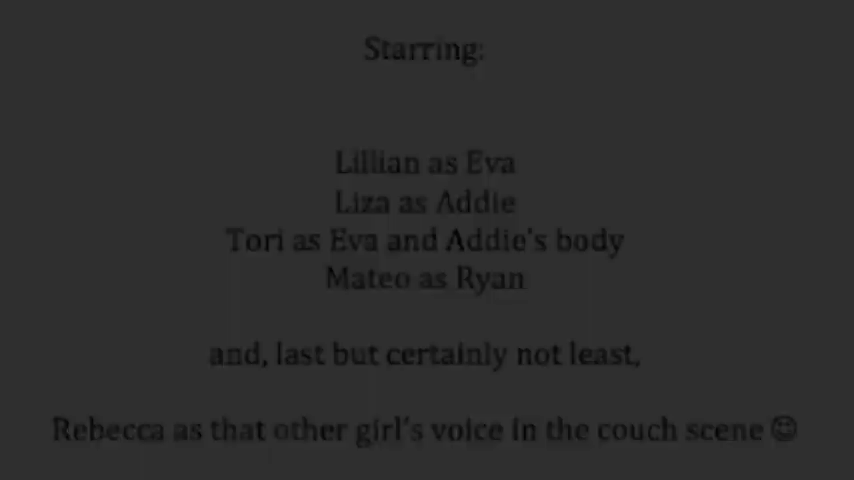 Starring:
Lillian as Eva
Liza as Addie
Tori as Eva and Addie's body
Mateo as Ryan
and, last but certainly not least,
Rebecca as that other girl's voice in the couch scene ☺